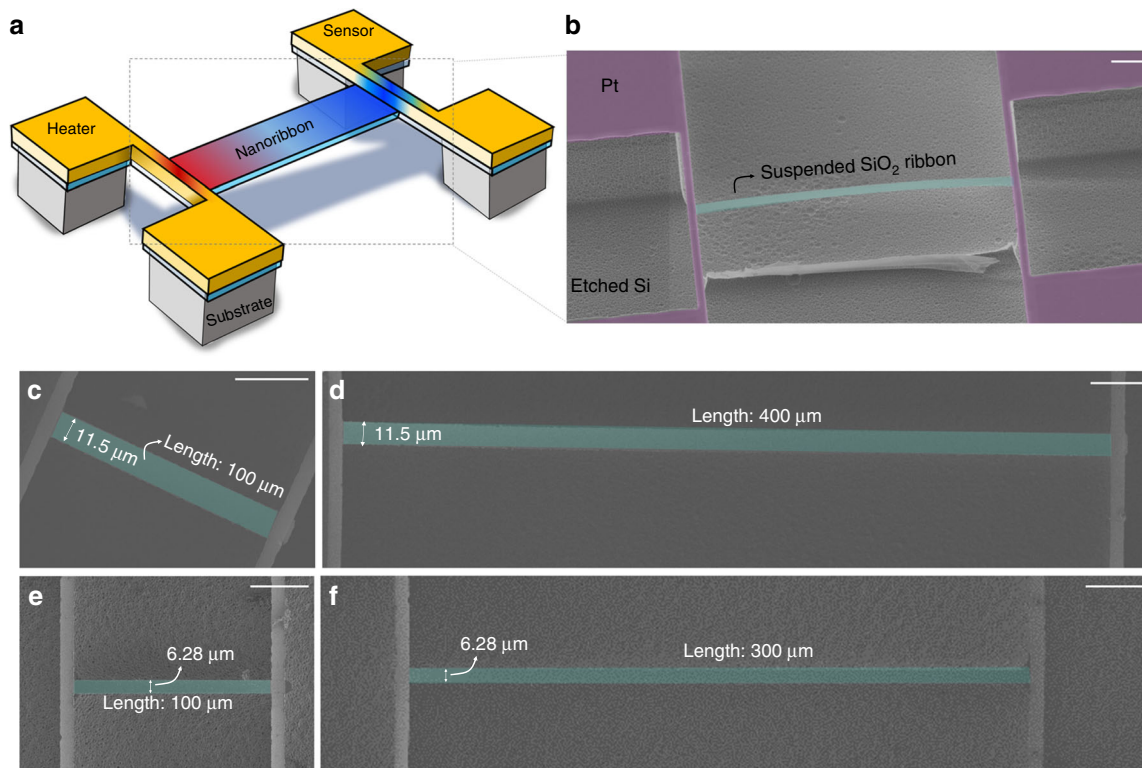 a
Sensor
Heater
Nanoribbon
Substrate
b
Pt
Suspended SiO₂ ribbon
Etched Si
c
11.5 μm
Length: 100 μm
d
Length: 400 μm
11.5 μm
e
6.28 μm
Length: 100 μm
f
6.28 μm
Length: 300 μm